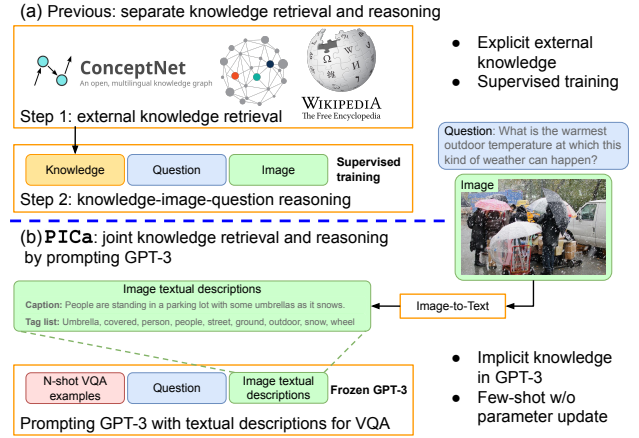 (a) Previous: separate knowledge retrieval and reasoning
ConceptNet
An open, multilingual knowledge graph
WIKIPEDIA
The Free Encyclopedia
Step 1: external knowledge retrieval
Explicit external
knowledge
Supervised training
Knowledge
Question
Image
Supervised
training
Step 2: knowledge-image-question reasoning
Question: What is the warmest
outdoor temperature at which this
kind of weather can happen?
Image
(b) PICa: joint knowledge retrieval and reasoning
by prompting GPT-3
Image textual descriptions
Caption: People are standing in a parking lot with some umbrellas as it snows.
Tag list: Umbrella, covered, person, people, street, ground, outdoor, snow, wheel
Image-to-Text
N-shot VQA
examples
Question
Image textual
descriptions
Frozen GPT-3
Prompting GPT-3 with textual descriptions for VQA
Implicit knowledge
in GPT-3
Few-shot w/o
parameter update